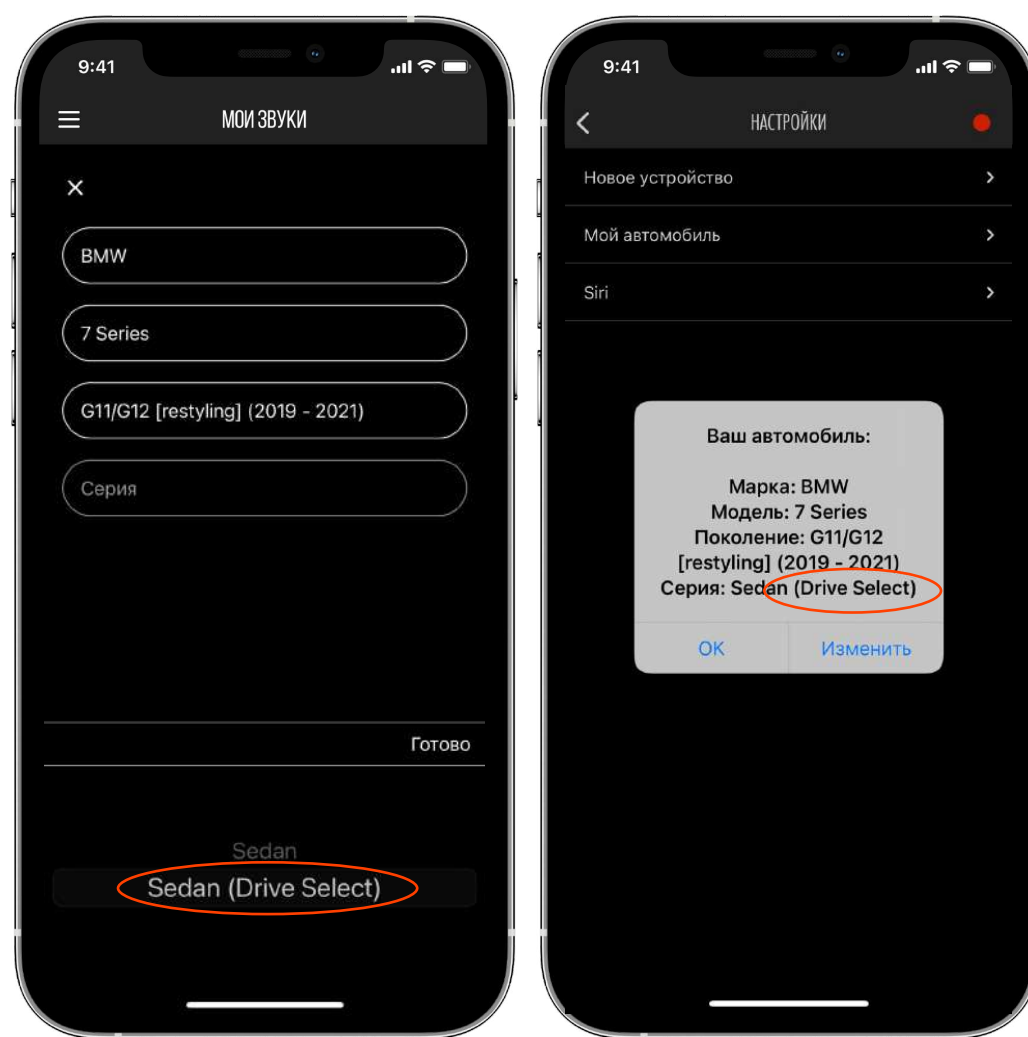 9:41
МОИ ЗВУКИ
BMW
7 Series
G11/G12 [restyling] (2019 - 2021)
Серия
Готово
Sedan
Sedan (Drive Select)
9:41
НАСТРОЙКИ
Новое устройство
Мой автомобиль
Siri
Ваш автомобиль:
Марка: BMW
Модель: 7 Series
Поколение: G11/G12
[restyling] (2019 - 2021)
Серия: Sedan (Drive Select)
OK
Изменить